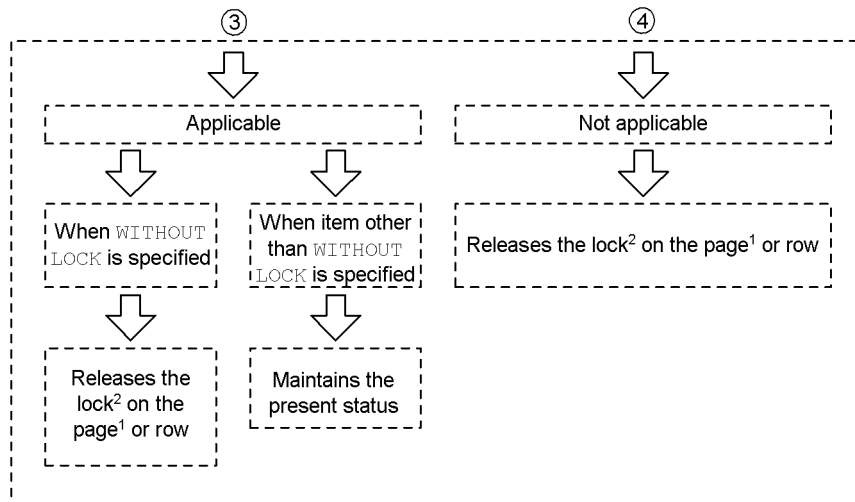 ③
④
Applicable
Not applicable
When WITHOUT
LOCK is specified
When item other
than WITHOUT
LOCK is specified
Releases the lock² on the page¹ or row
Releases the
lock² on the
page¹ or row
Maintains the
present status